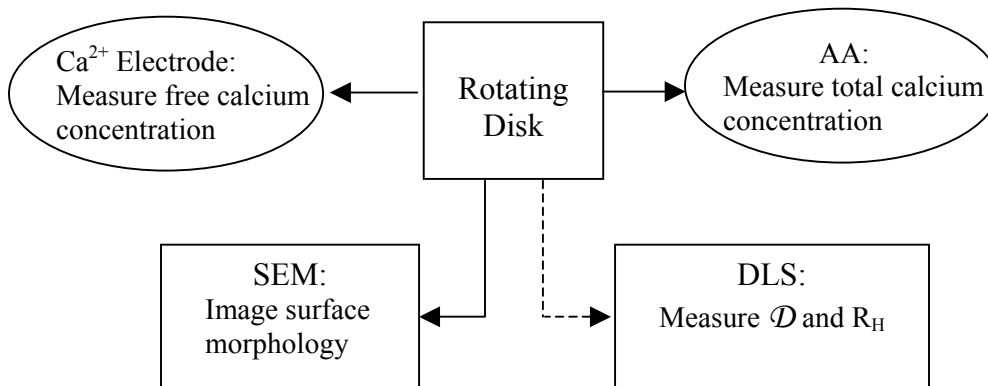 Ca²⁺ Electrode:
Measure free calcium
concentration
Rotating
Disk
AA:
Measure total calcium
concentration
SEM:
Image surface
morphology
DLS:
Measure 𝒟 and R_H